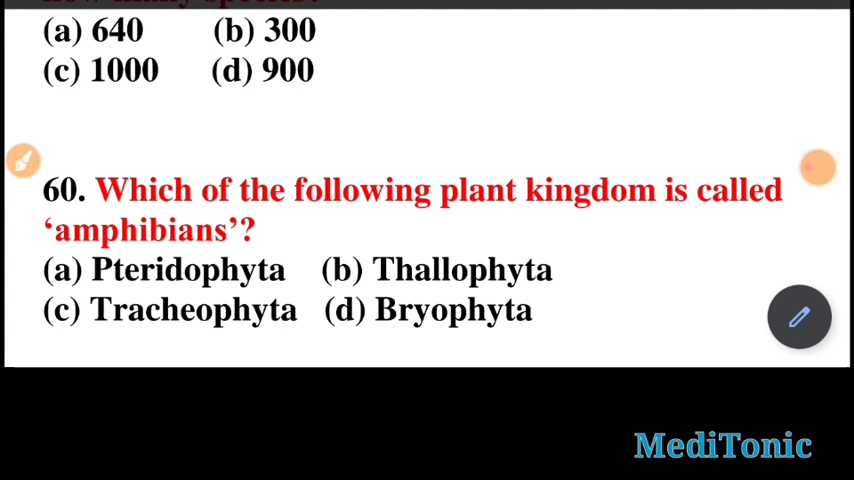 (a) 640 (b) 300
(c) 1000 (d) 900
60. Which of the following plant kingdom is called
‘amphibians’?
(a) Pteridophyta (b) Thallophyta
(c) Tracheophyta (d) Bryophyta
MediTonic